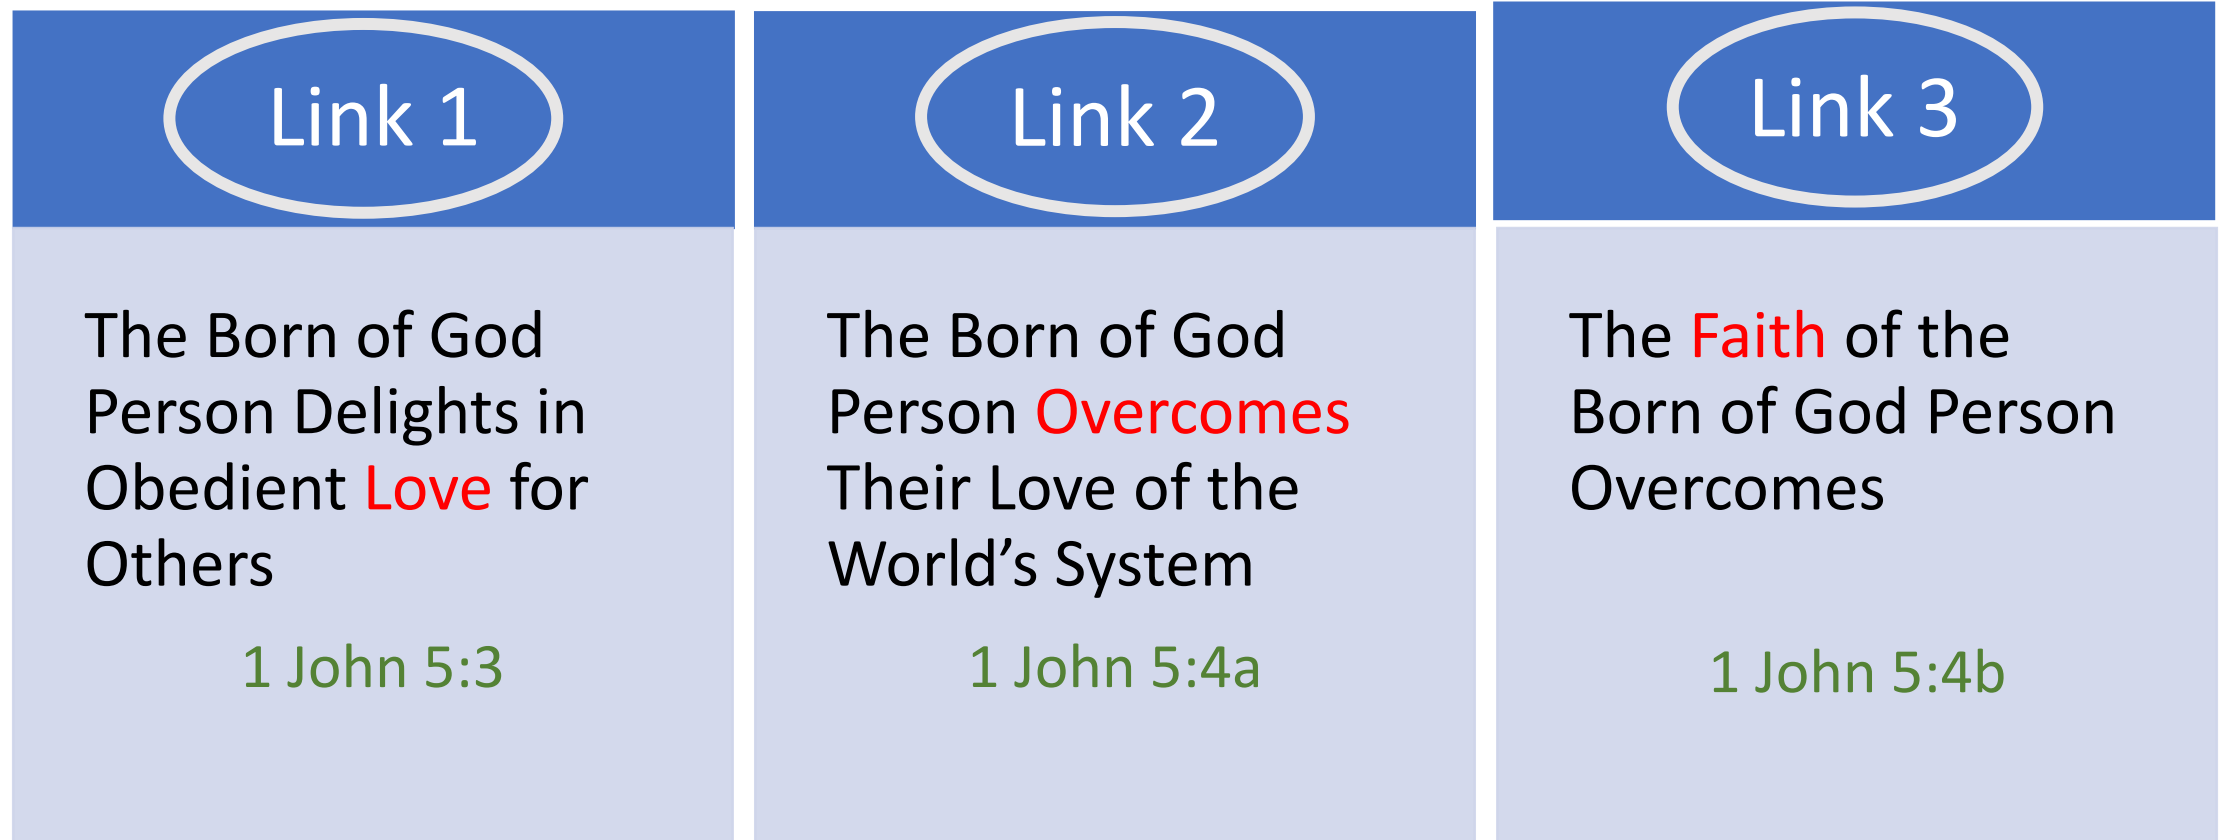 Link 1
The Born of God
Person Delights in
Obedient Love for
Others
1 John 5:3
Link 2
The Born of God
Person Overcomes
Their Love of the
World’s System
1 John 5:4a
Link 3
The Faith of the
Born of God Person
Overcomes
1 John 5:4b